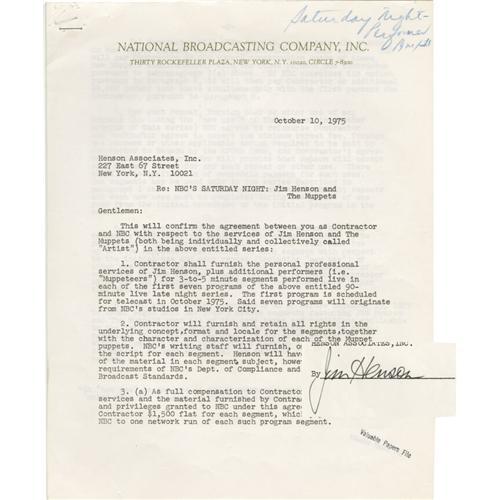 Saturday Night-
NATIONAL BROADCASTING COMPANY, INC.
THIRTY ROCKEFELLER PLAZA, NEW YORK, N.Y. 10020, CIRCLE 7-8300
October 10, 1975
Henson Associates, Inc.
227 East 67 Street
New York, N.Y. 10021
Re: NBC'S SATURDAY NIGHT: Jim Henson and
The Muppets
Gentlemen:
This will confirm the agreement between you as Contractor
and NBC with respect to the services of Jim Henson and The
Muppets (both being individually and collectively called
"Artist") in the above entitled series:
1. Contractor shall furnish the personal professional
services of Jim Henson, plus additional performers (i.e.
"Muppeteers") for 3-to-5 minute segments performed live in
each of the first seven programs of the above entitled 90-
minute live late night series. The first program is scheduled
for telecast in October 1975. Said seven programs will originate
from NBC's studios in New York City.
2. Contractor will furnish and retain all rights in the
underlying concept, format and locale for the segments, together
with the character and characterization of each of the Muppet
puppets. NBC's writing staff will furnish, o
the script for each segment. Henson will have
of the material in each segment, subject, howe
requirements of NBC's Dept. of Compliance and
Broadcast Standards.
HENSON ASSOCIATES, INC.
By Jim Henson
3. (a) As full compensation to Contracto
services and the material furnished by Contra
and privileges granted to NBC under this agre
Contractor $1,500 flat for each segment, whic
NBC to one network run of each such program segment.
Valuable Papers File